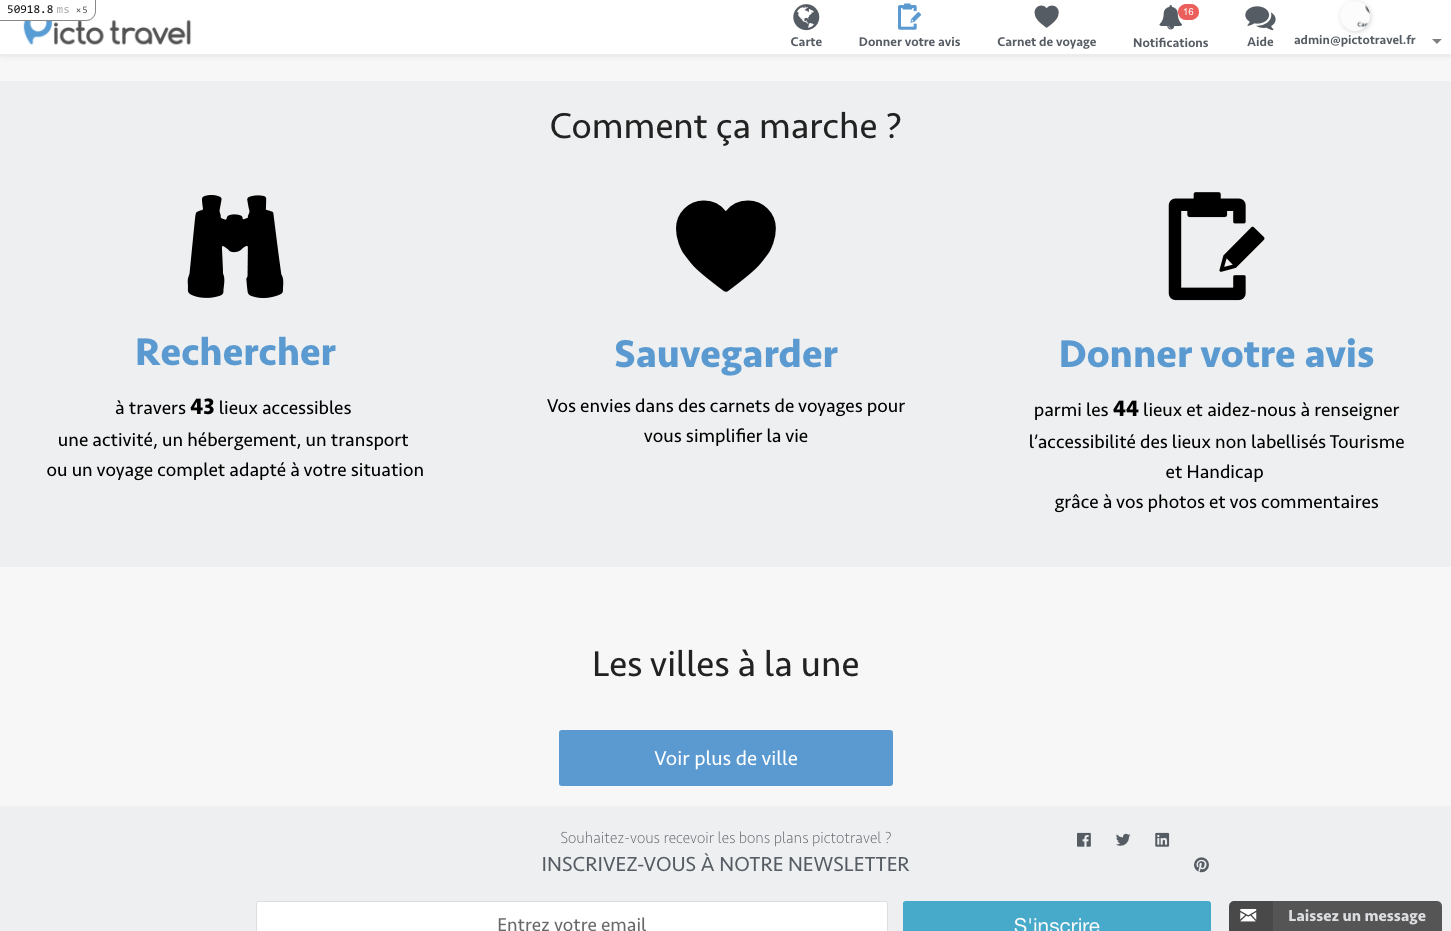 50918.8 ms ×5
Picto travel
Carte
Donner votre avis
Carnet de voyage
16
Notifications
Aide
admin@pictotravel.fr
Comment ça marche ?
Rechercher
à travers 43 lieux accessibles
une activité, un hébergement, un transport
ou un voyage complet adapté à votre situation
Sauvegarder
Vos envies dans des carnets de voyages pour
vous simplifier la vie
Donner votre avis
parmi les 44 lieux et aidez-nous à renseigner
l’accessibilité des lieux non labellisés Tourisme
et Handicap
grâce à vos photos et vos commentaires
Les villes à la une
Voir plus de ville
Souhaitez-vous recevoir les bons plans pictotravel ?
INSCRIVEZ-VOUS À NOTRE NEWSLETTER
Entrez votre email
S'inscrire
Laissez un message